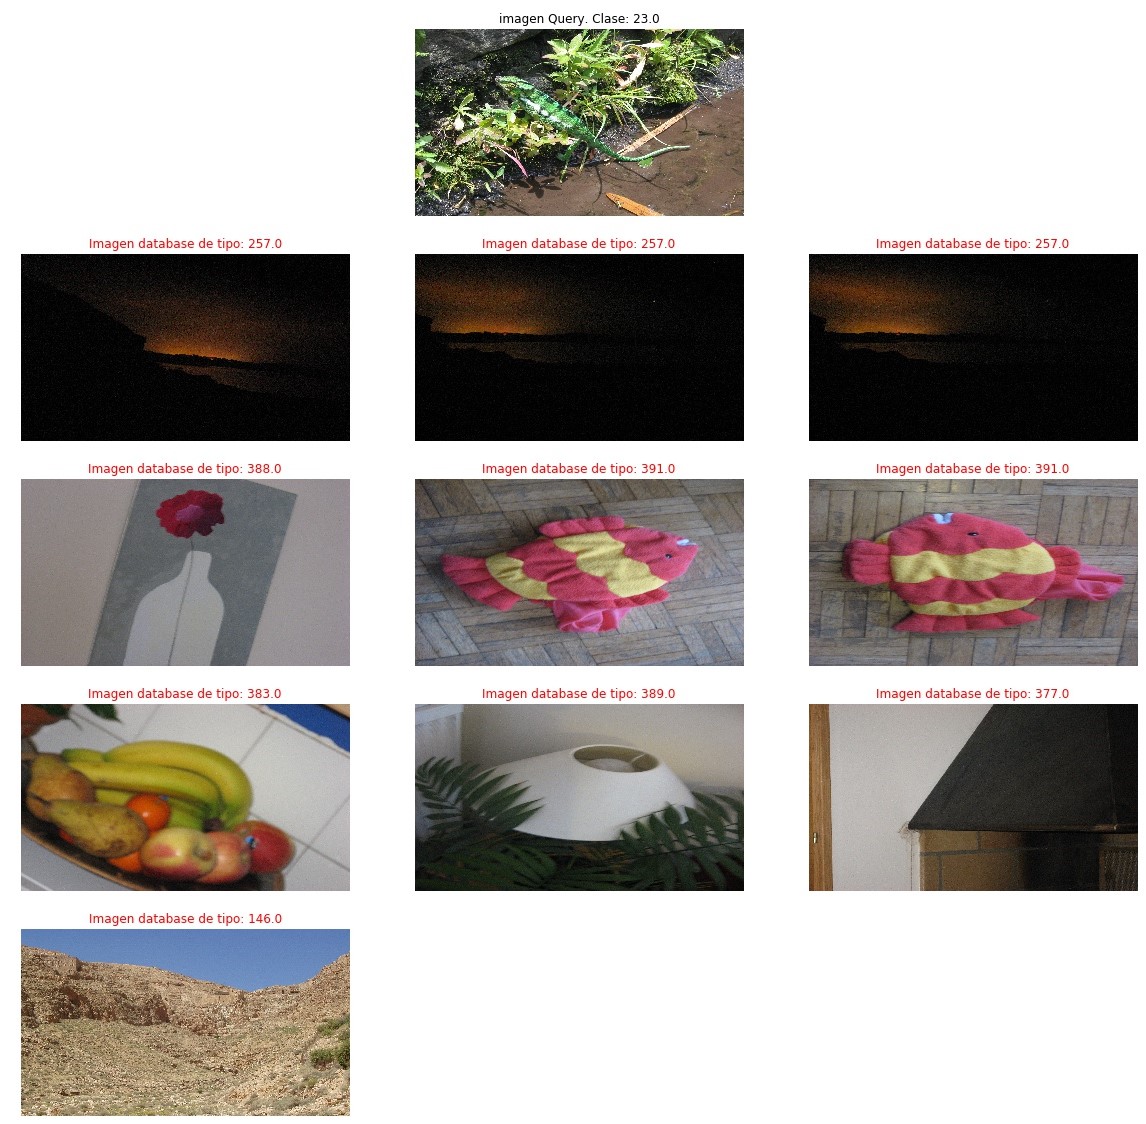 imagen Query. Clase: 23.0
Imagen database de tipo: 257.0
Imagen database de tipo: 257.0
Imagen database de tipo: 257.0
Imagen database de tipo: 388.0
Imagen database de tipo: 391.0
Imagen database de tipo: 391.0
Imagen database de tipo: 383.0
Imagen database de tipo: 389.0
Imagen database de tipo: 377.0
Imagen database de tipo: 146.0